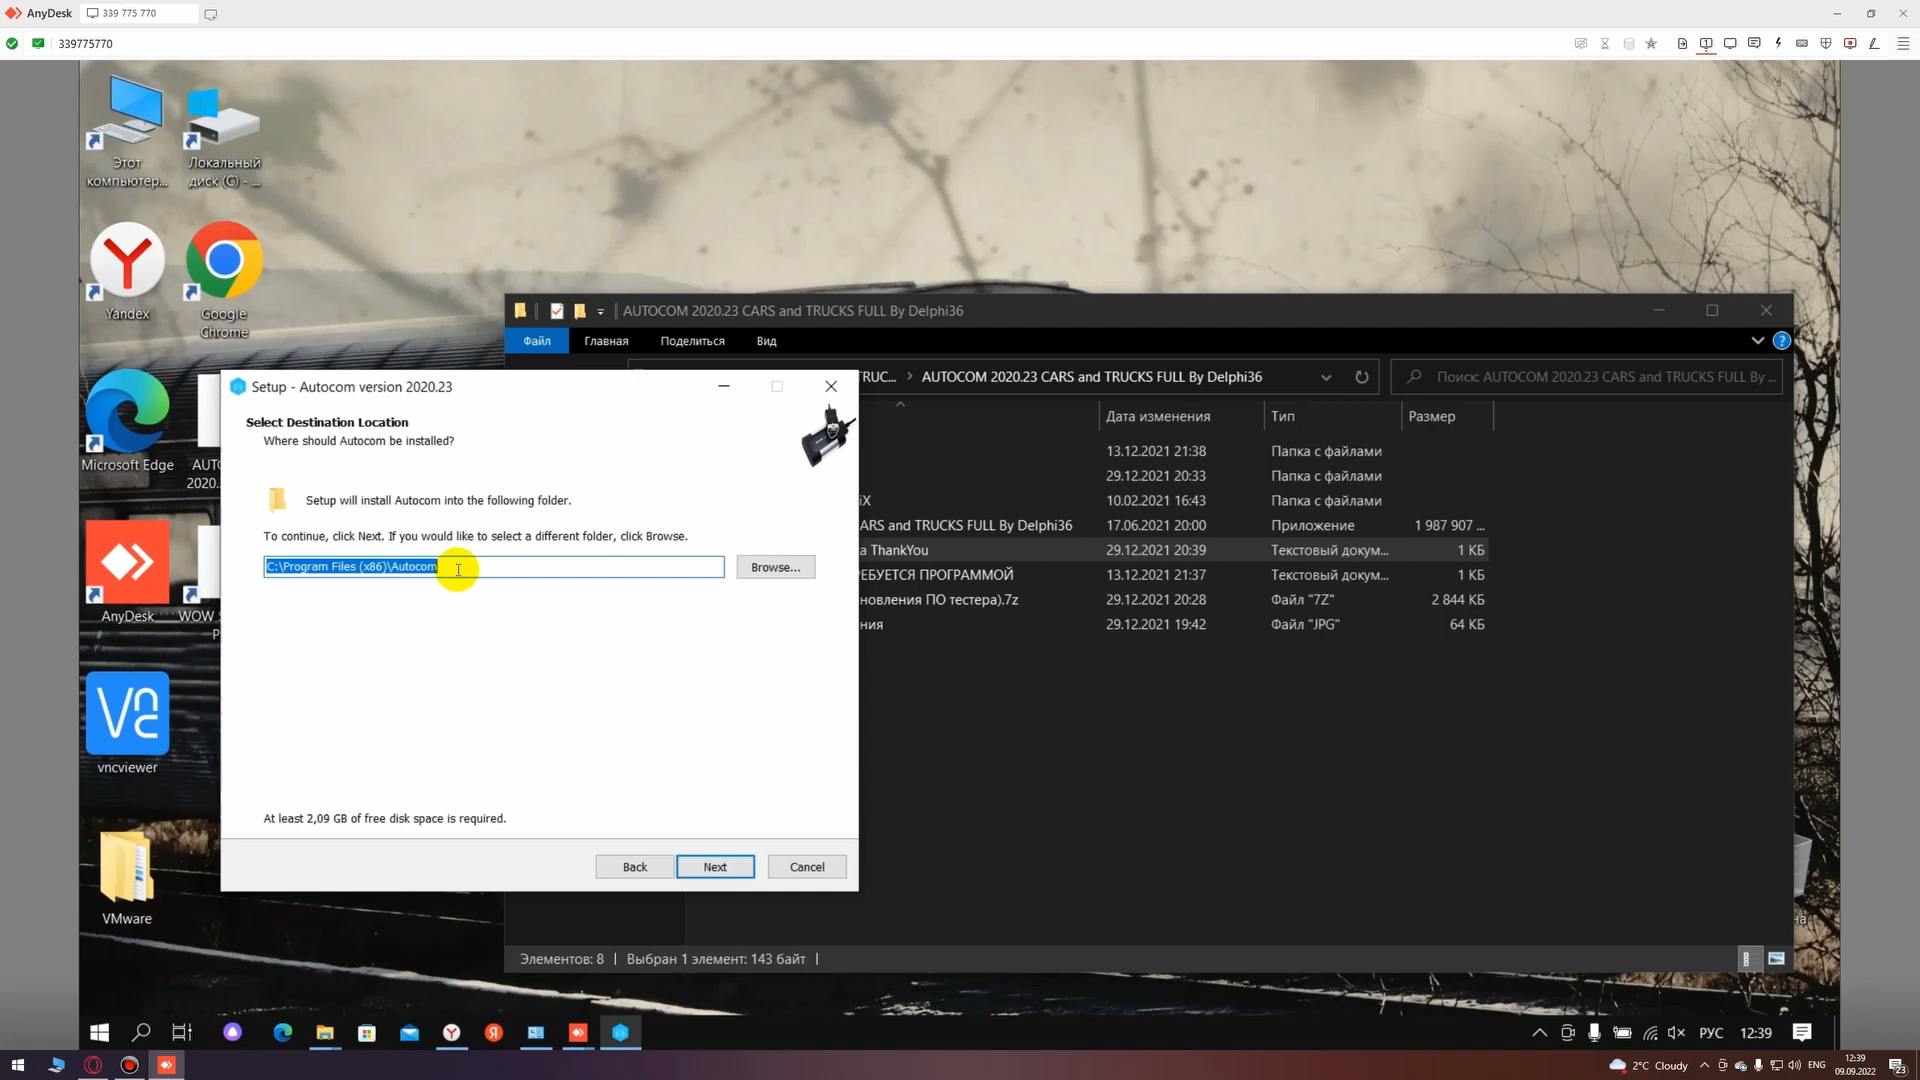 AnyDesk
339 775 770
339775770
Этот
компьютер...
Локальный
диск (C) - ...
Yandex
Google
Chrome
Microsoft Edge
AUT
2020.
AnyDesk
WOW
P
vncviewer
VMware
AUTOCOM 2020.23 CARS and TRUCKS FULL By Delphi36
Файл
Главная
Поделиться
Вид
RUC...
AUTOCOM 2020.23 CARS and TRUCKS FULL By Delphi36
Поиск: AUTOCOM 2020.23 CARS and TRUCKS FULL By ...
Дата изменения
Тип
Размер
13.12.2021 21:38
Папка с файлами
29.12.2021 20:33
Папка с файлами
iX
10.02.2021 16:43
Папка с файлами
ARS and TRUCKS FULL By Delphi36
17.06.2021 20:00
Приложение
1 987 907 ...
a ThankYou
29.12.2021 20:39
Текстовый докум...
1 КБ
РЕБУЕТСЯ ПРОГРАММОЙ
13.12.2021 21:37
Текстовый докум...
1 КБ
новления ПО тестера).7z
29.12.2021 20:28
Файл "7Z"
2 844 КБ
ния
29.12.2021 19:42
Файл "JPG"
64 КБ
Элементов: 8
Выбран 1 элемент: 143 байт
Setup - Autocom version 2020.23
Select Destination Location
Where should Autocom be installed?
Setup will install Autocom into the following folder.
To continue, click Next. If you would like to select a different folder, click Browse.
C:\Program Files (x86)\Autocom
Browse...
At least 2,09 GB of free disk space is required.
Back
Next
Cancel
на
РУС
12:39
2°C Cloudy
ENG
12:39
09.09.2022
23